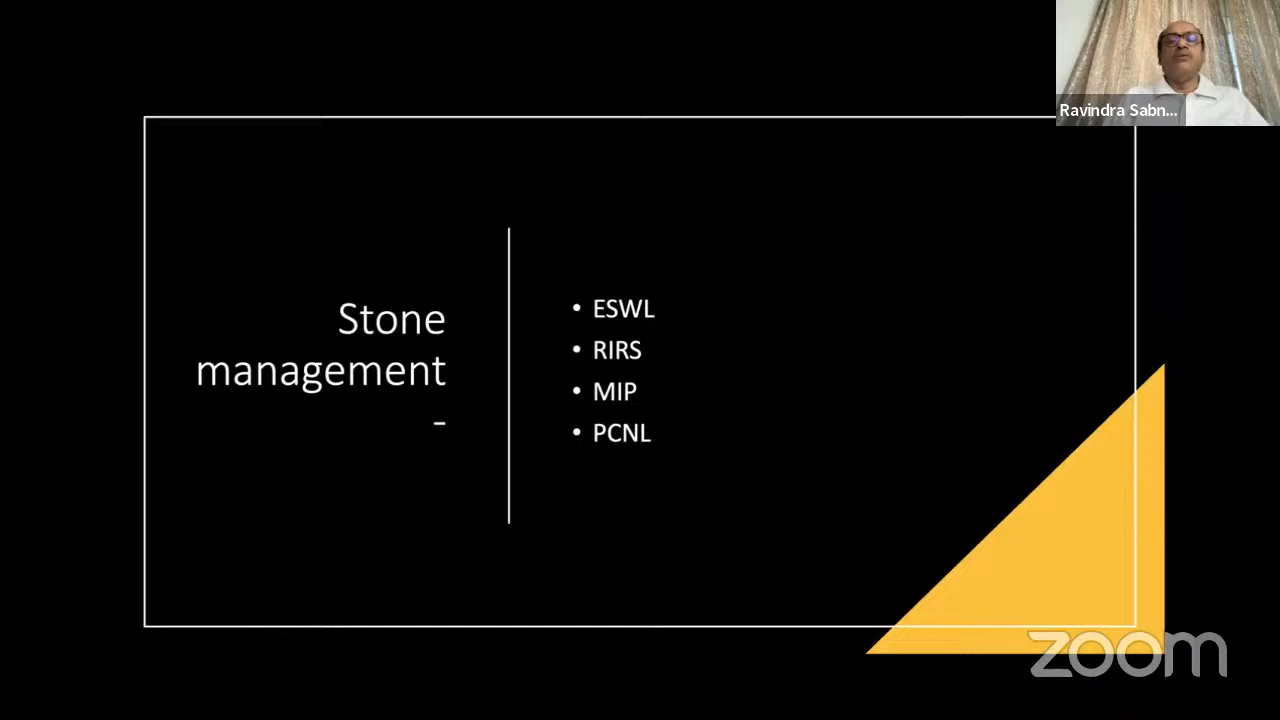 Ravindra Sabn...
Stone
management
-
• ESWL
• RIRS
• MIP
• PCNL
zoom